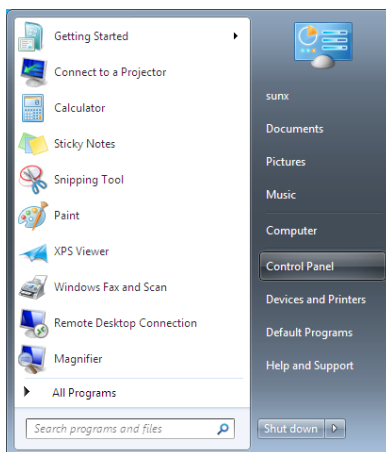 Getting Started
Connect to a Projector
Calculator
Sticky Notes
Snipping Tool
Paint
XPS Viewer
Windows Fax and Scan
Remote Desktop Connection
Magnifier
All Programs
Search programs and files
sunx
Documents
Pictures
Music
Computer
Control Panel
Devices and Printers
Default Programs
Help and Support
Shut down